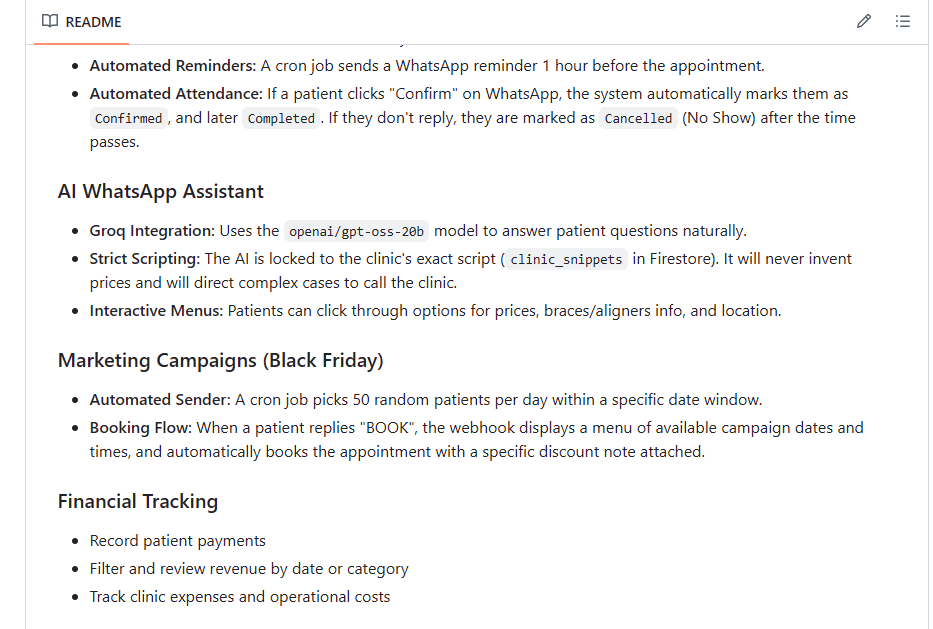 README
Automated Reminders: A cron job sends a WhatsApp reminder 1 hour before the appointment.
Automated Attendance: If a patient clicks "Confirm" on WhatsApp, the system automatically marks them as
Confirmed , and later Completed . If they don't reply, they are marked as Cancelled (No Show) after the time
passes.
AI WhatsApp Assistant
Groq Integration: Uses the openai/gpt-oss-20b model to answer patient questions naturally.
Strict Scripting: The AI is locked to the clinic's exact script ( clinic_snippets in Firestore). It will never invent
prices and will direct complex cases to call the clinic.
Interactive Menus: Patients can click through options for prices, braces/aligners info, and location.
Marketing Campaigns (Black Friday)
Automated Sender: A cron job picks 50 random patients per day within a specific date window.
Booking Flow: When a patient replies "BOOK", the webhook displays a menu of available campaign dates and
times, and automatically books the appointment with a specific discount note attached.
Financial Tracking
Record patient payments
Filter and review revenue by date or category
Track clinic expenses and operational costs